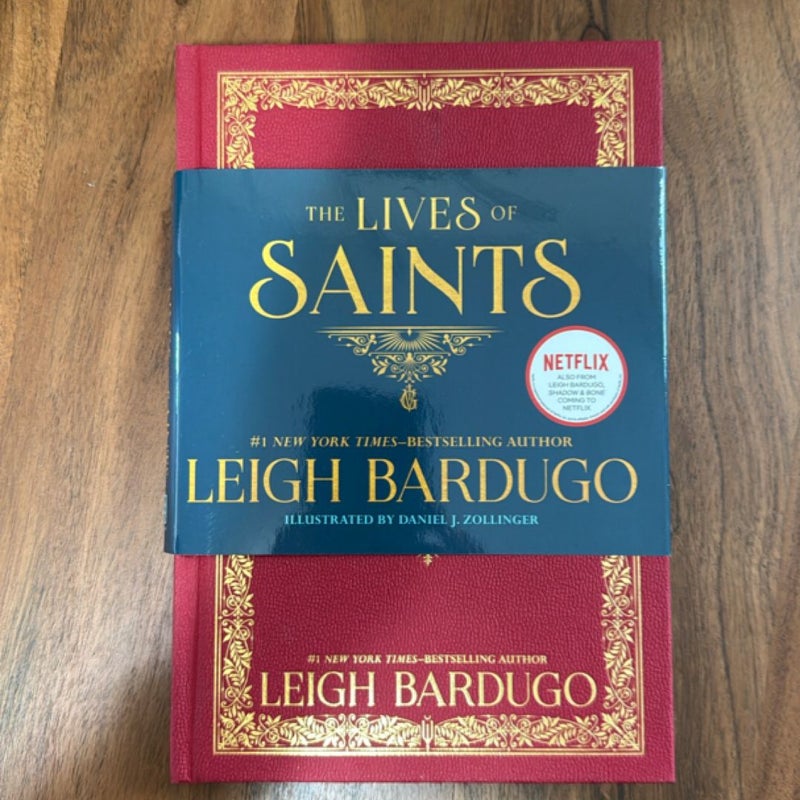 THE LIVES OF
SAINTS
NETFLIX
ALSO FROM
LEIGH BARDUGO,
SHADOW & BONE
COMING TO
NETFLIX
#1 NEW YORK TIMES–BESTSELLING AUTHOR
LEIGH BARDUGO
ILLUSTRATED BY DANIEL J. ZOLLINGER
#1 NEW YORK TIMES–BESTSELLING AUTHOR
LEIGH BARDUGO